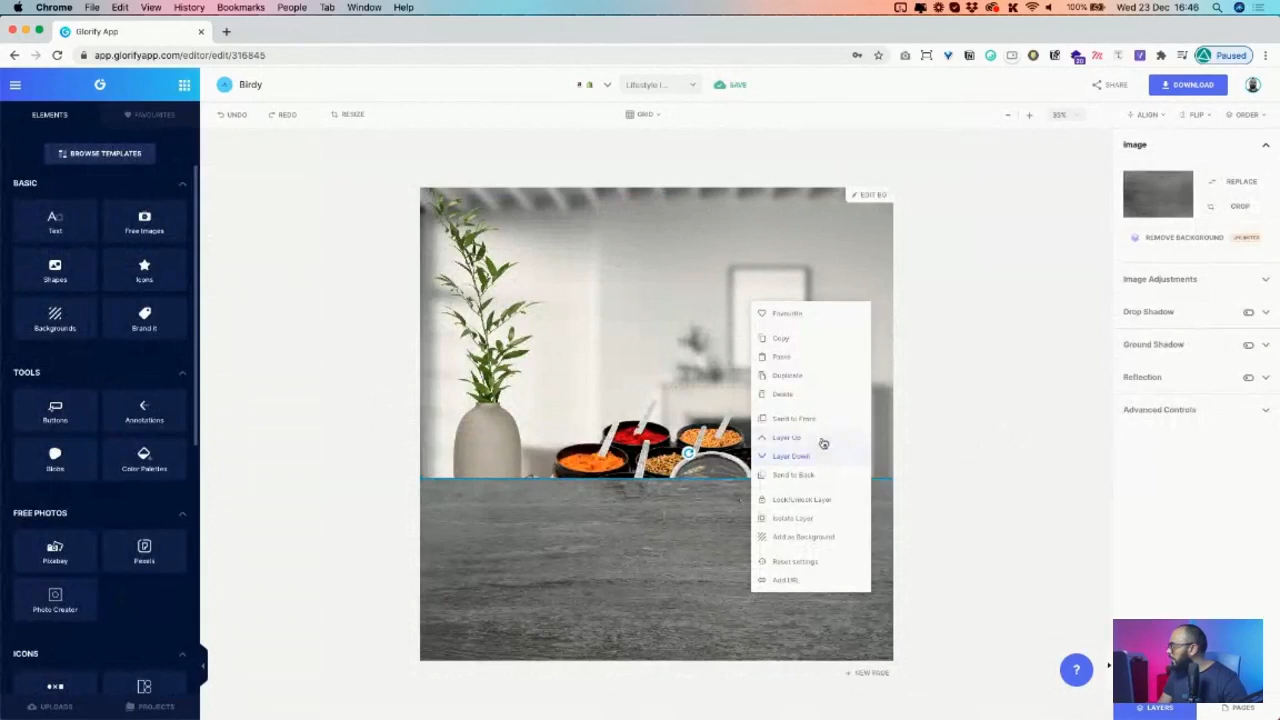 Chrome File Edit View History Bookmarks People Tab Window Help
100% Wed 23 Dec 16:46
Glorify App
app.glorifyapp.com/editor/edit/316845
Paused
Birdy
Lifestyle I...
SAVE
SHARE
DOWNLOAD
ELEMENTS
FAVOURITES
UNDO
REDO
RESIZE
GRID
35%
ALIGN
FLIP
ORDER
BROWSE TEMPLATES
BASIC
Text
Free Images
Shapes
Icons
Backgrounds
Brand it
TOOLS
Buttons
Annotations
Blobs
Color Palettes
FREE PHOTOS
Pixabay
Pexels
Photo Creator
ICONS
UPLOADS
PROJECTS
EDIT BG
Favourite
Copy
Paste
Duplicate
Delete
Send to Front
Layer Up
Layer Down
Send to Back
Lock/Unlock Layer
Isolate Layer
Add as Background
Reset settings
Add URL
NEW PAGE
Image
REPLACE
CROP
REMOVE BACKGROUND
UNLIMITED
Image Adjustments
Drop Shadow
Ground Shadow
Reflection
Advanced Controls
?
LAYERS
PAGES